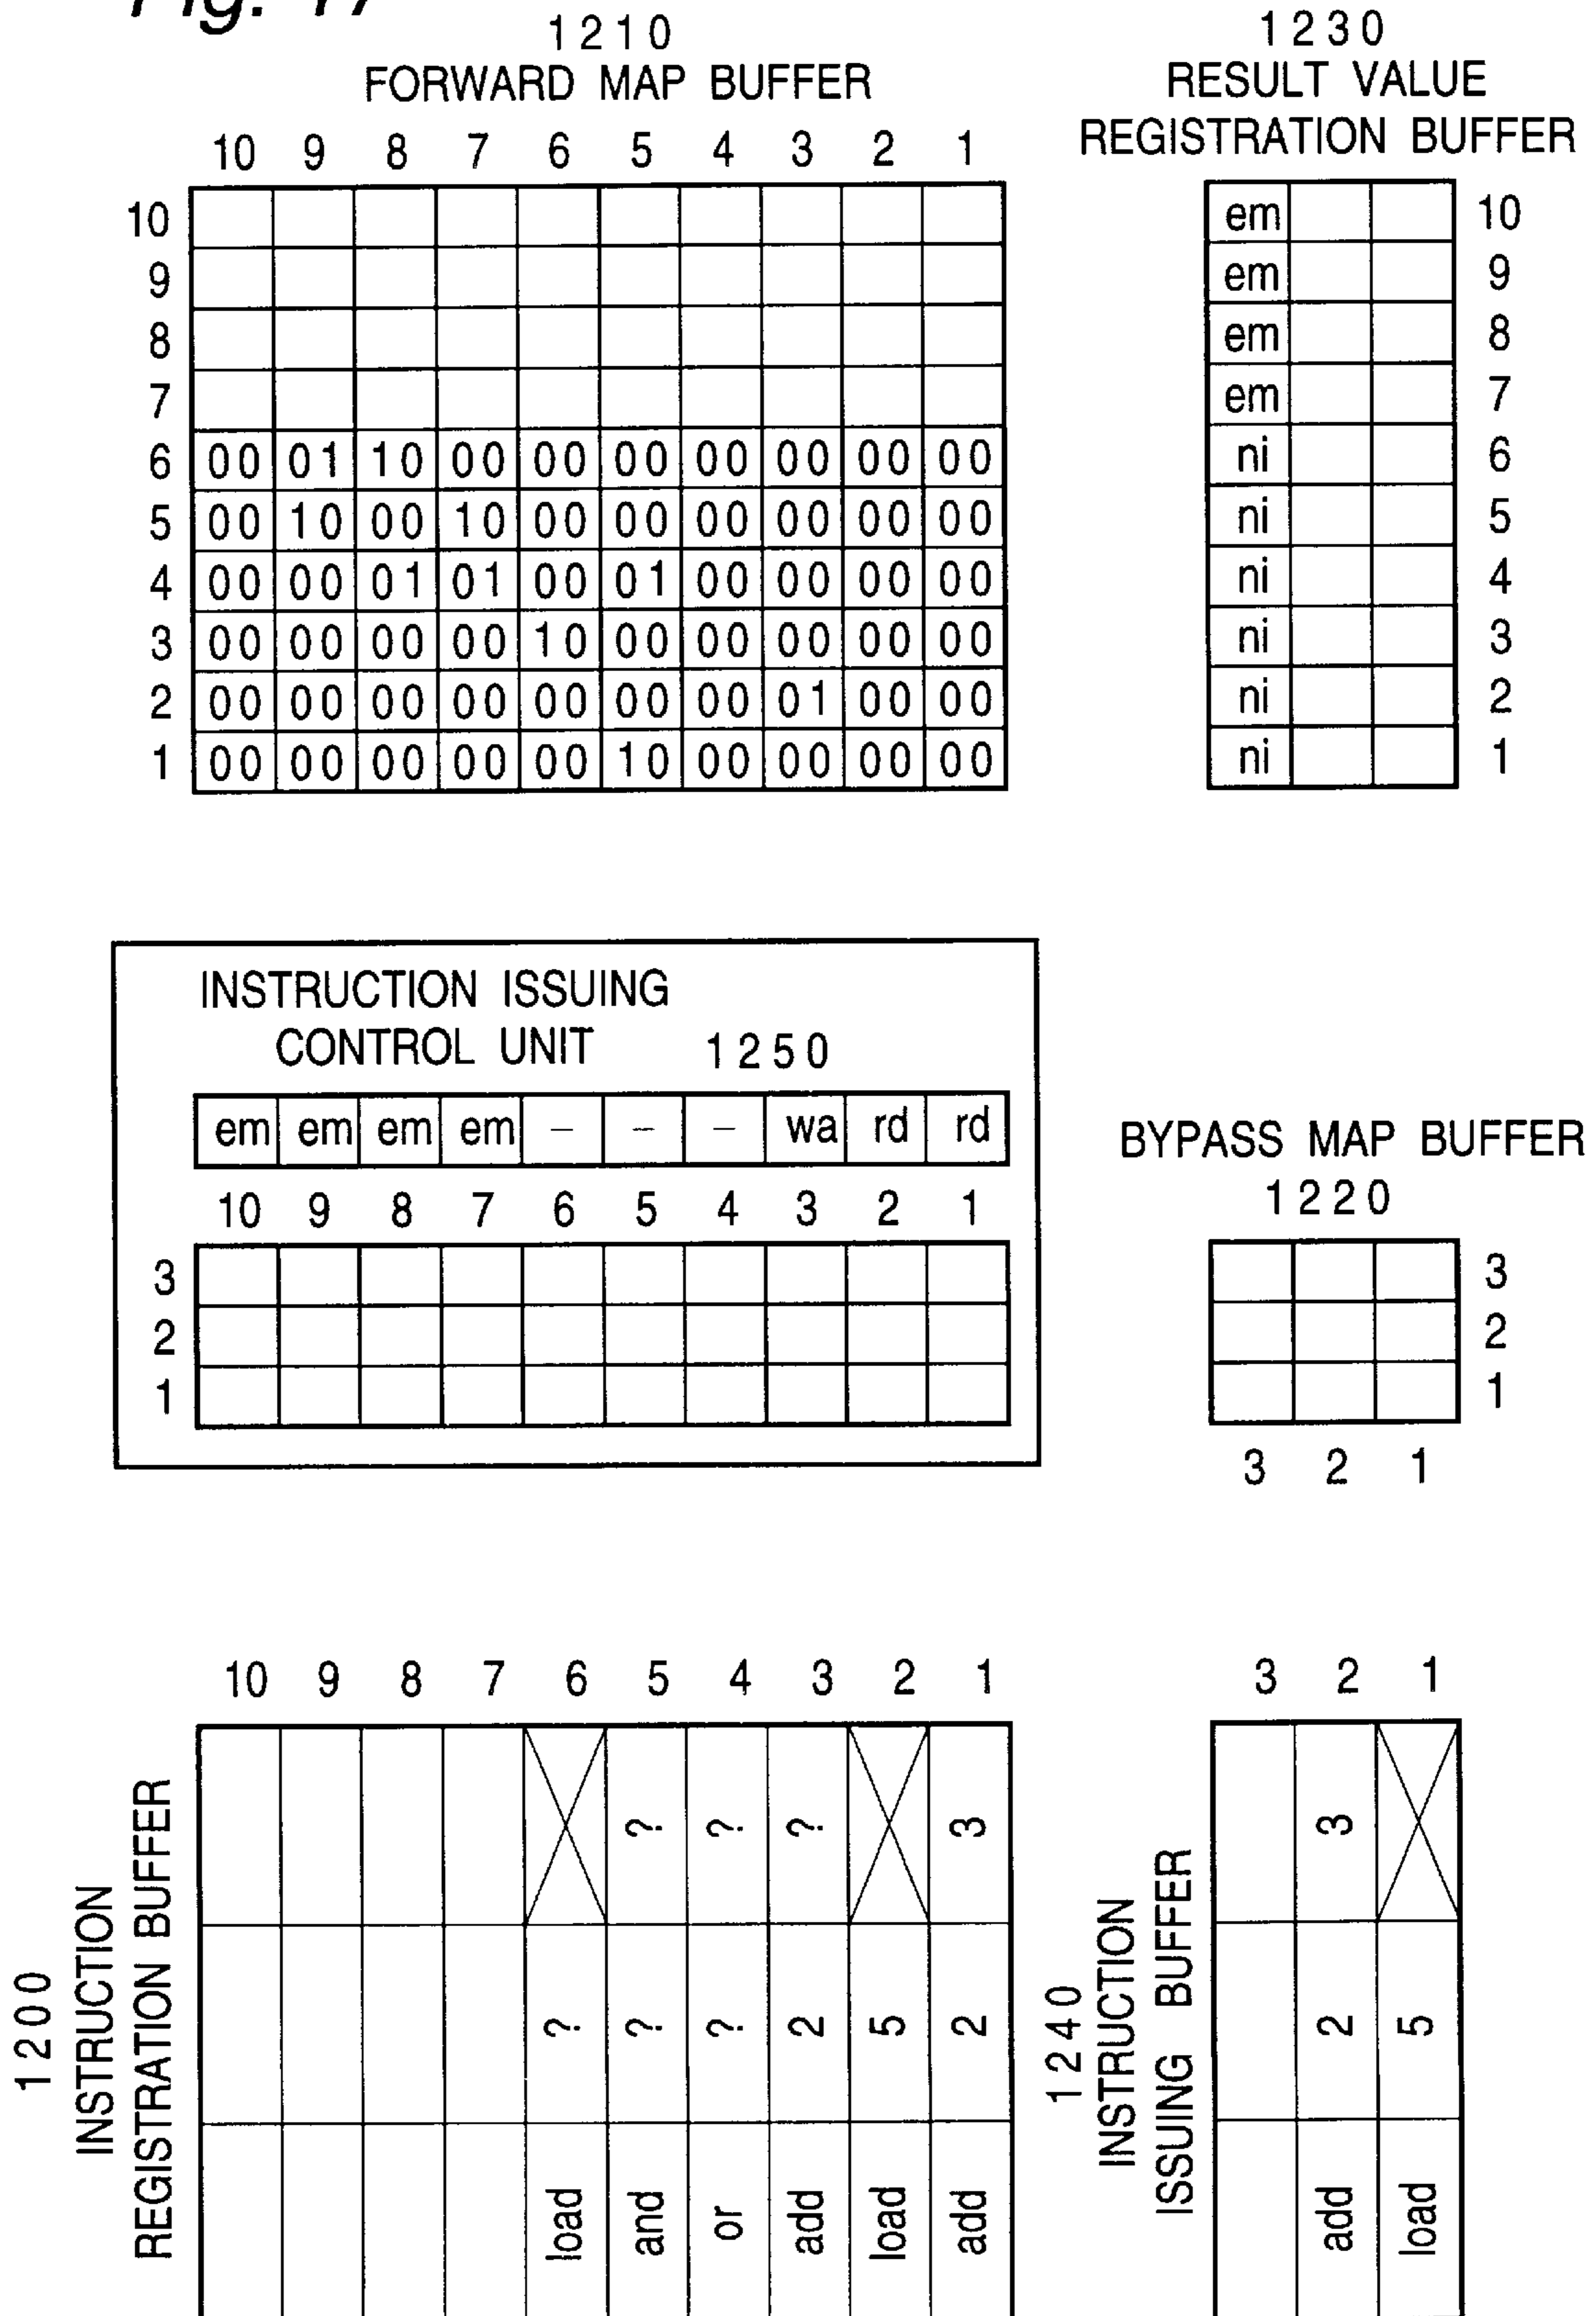 Fig. 17
1210
FORWARD MAP BUFFER
10 9 8 7 6 5 4 3 2 1
10
9
8
7
6 00 01 10 00 00 00 00 00 00 00
5 00 10 00 10 00 00 00 00 00 00
4 00 00 01 01 00 01 00 00 00 00
3 00 00 00 00 10 00 00 00 00 00
2 00 00 00 00 00 00 00 01 00 00
1 00 00 00 00 00 10 00 00 00 00
1230
RESULT VALUE
REGISTRATION BUFFER
em 10
em 9
em 8
em 7
ni 6
ni 5
ni 4
ni 3
ni 2
ni 1
INSTRUCTION ISSUING
CONTROL UNIT 1250
em em em em – – – wa rd rd
10 9 8 7 6 5 4 3 2 1
3
2
1
BYPASS MAP BUFFER
1220
3
2
1
3 2 1
1200
INSTRUCTION
REGISTRATION BUFFER
10 9 8 7 6 5 4 3 2 1
? ? ? 3
? ? ? 2 5 2
load and or add load add
1240
INSTRUCTION
ISSUING BUFFER
3 2 1
3
2 5
add load